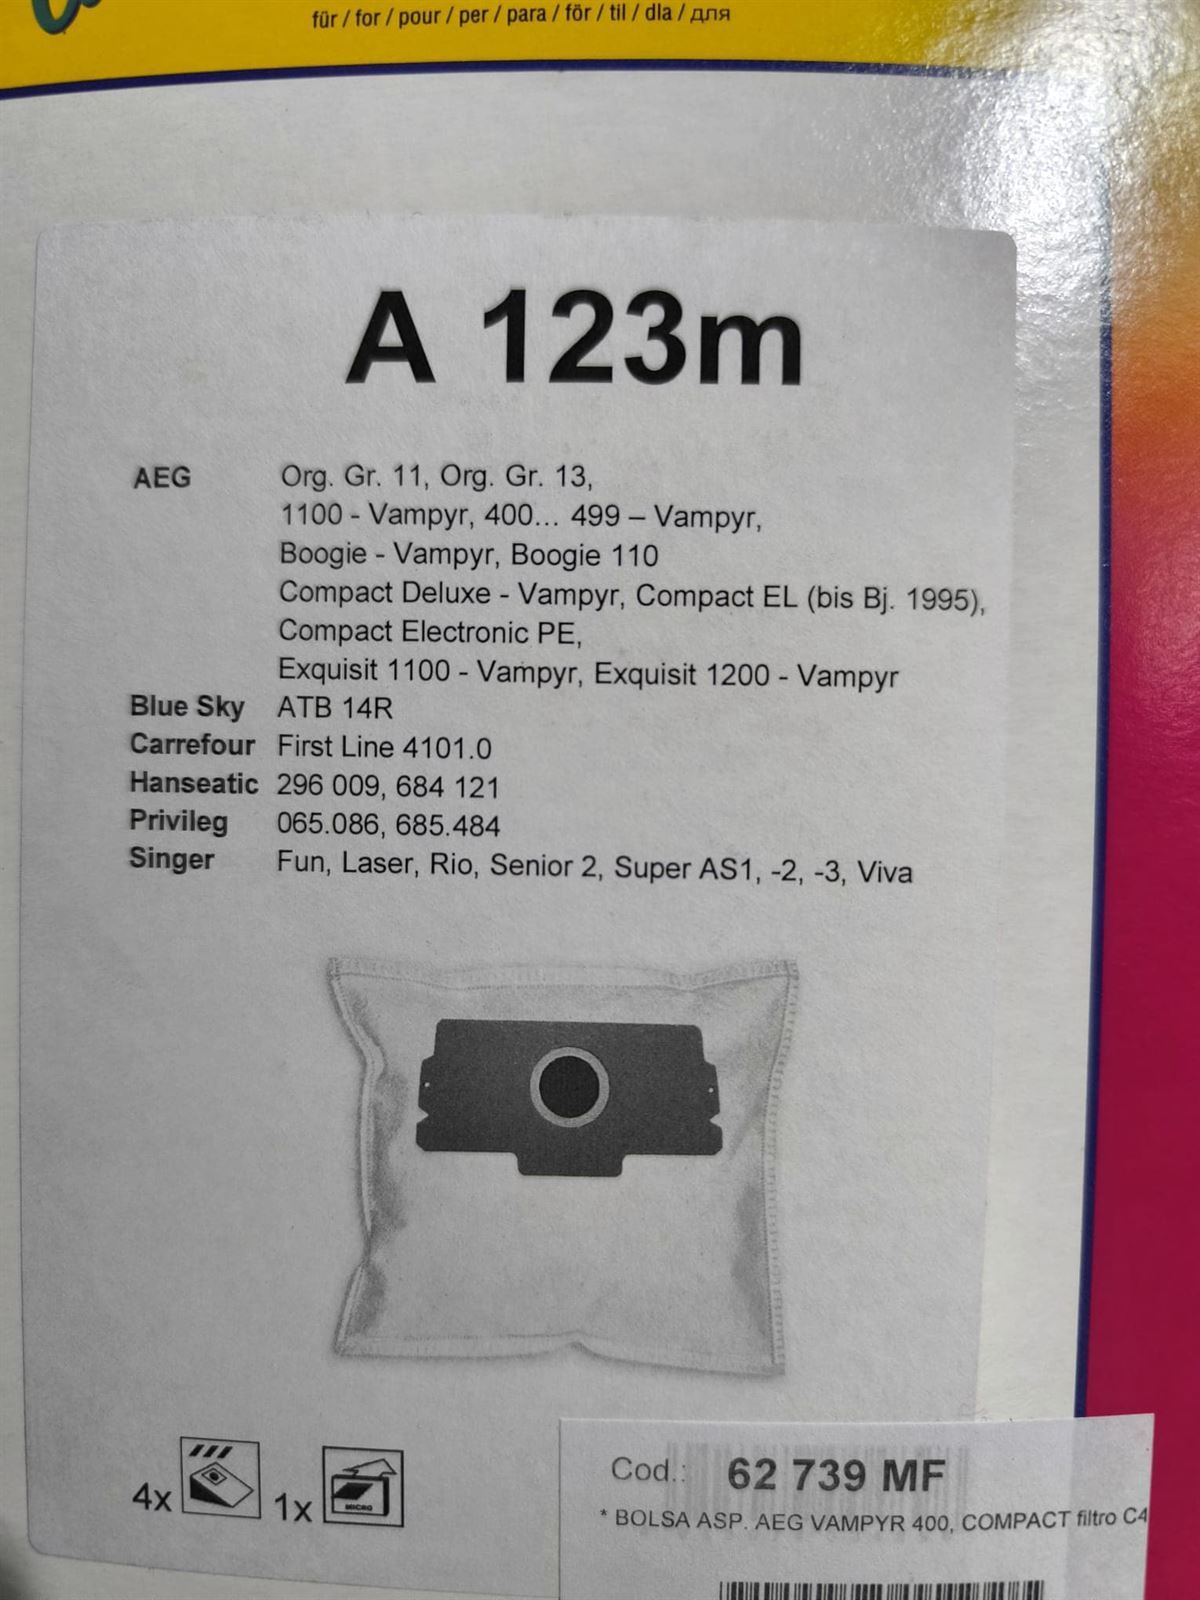 für / for / pour / per / para / för / til / dla / для
A 123m
AEG Org. Gr. 11, Org. Gr. 13,
1100 - Vampyr, 400... 499 – Vampyr,
Boogie - Vampyr, Boogie 110
Compact Deluxe - Vampyr, Compact EL (bis Bj. 1995),
Compact Electronic PE,
Exquisit 1100 - Vampyr, Exquisit 1200 - Vampyr
Blue Sky ATB 14R
Carrefour First Line 4101.0
Hanseatic 296 009, 684 121
Privileg 065.086, 685.484
Singer Fun, Laser, Rio, Senior 2, Super AS1, -2, -3, Viva
4x 1x MICRO
Cod.: 62 739 MF
* BOLSA ASP. AEG VAMPYR 400, COMPACT filtro C4